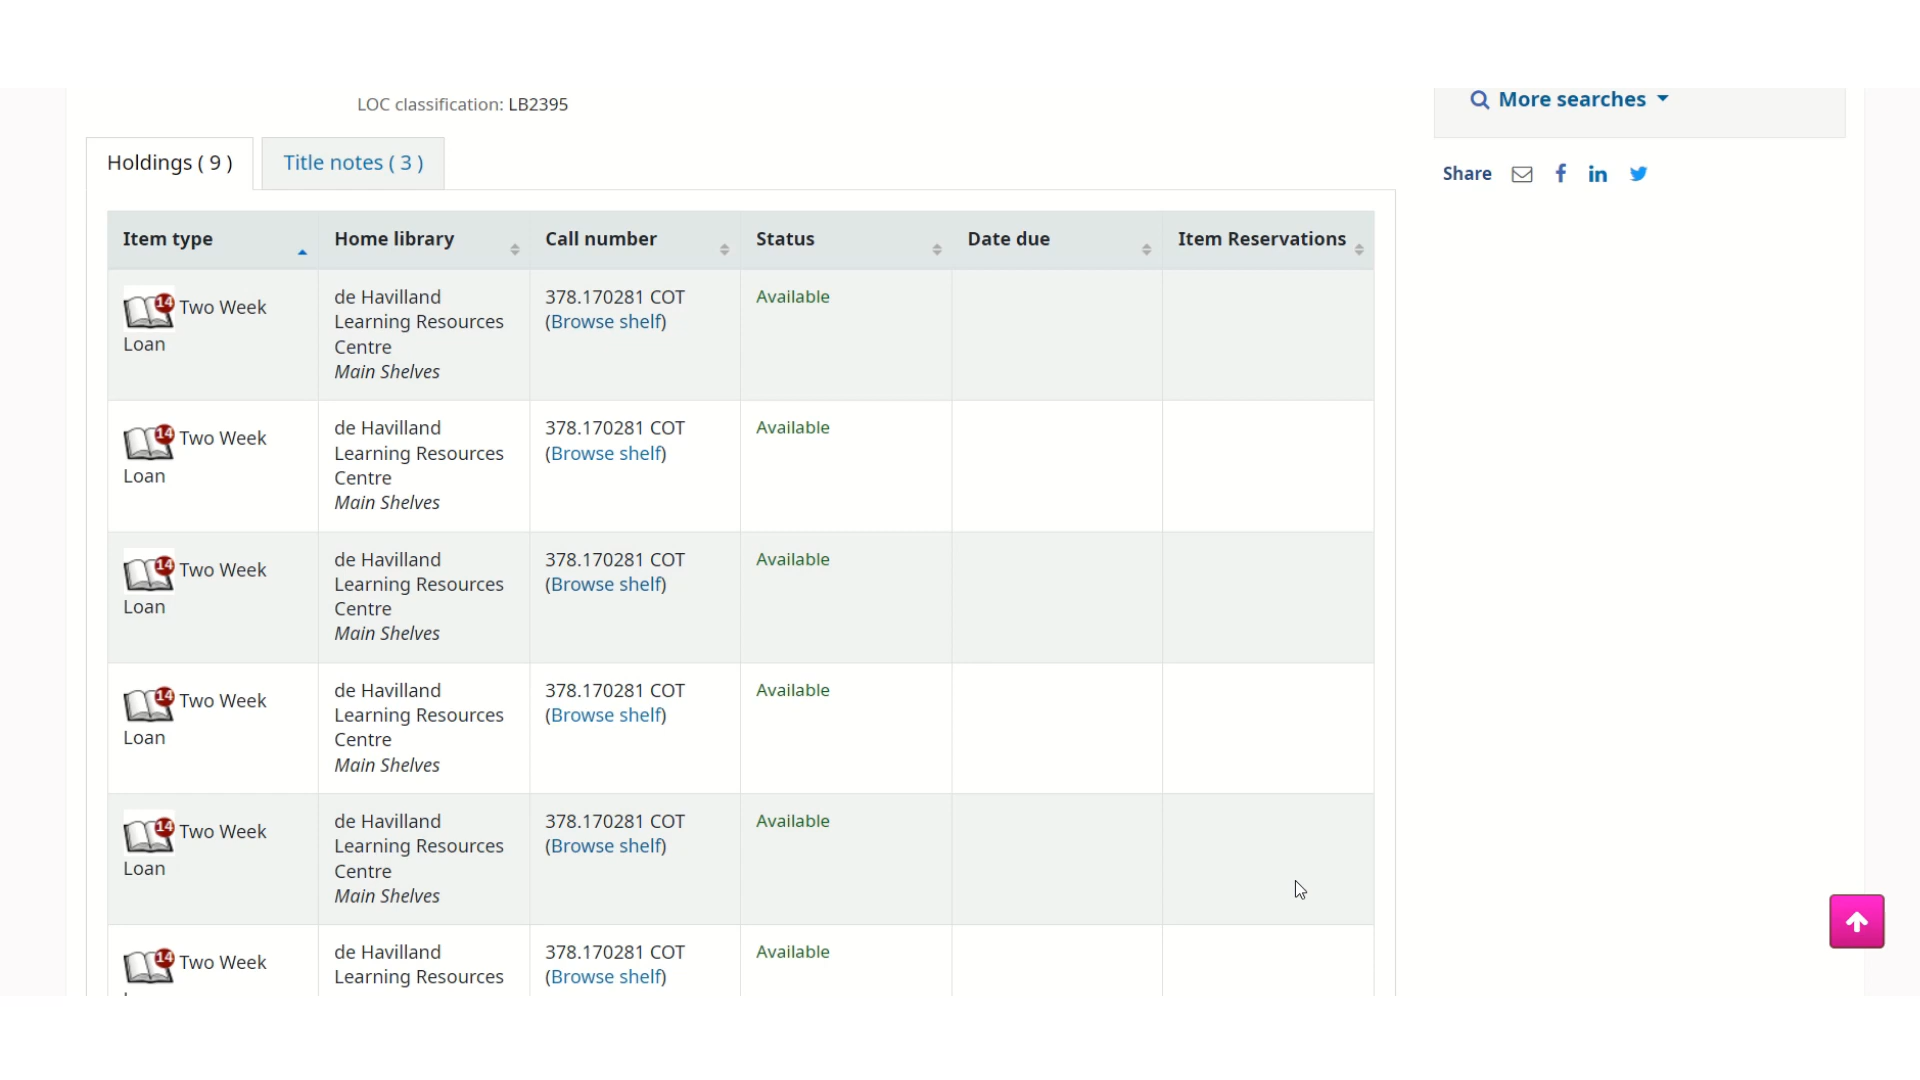 LOC classification: LB2395
More searches
Holdings ( 9 ) Title notes ( 3 )
Share
Item type Home library Call number Status Date due Item Reservations
14 Two Week Loan
de Havilland Learning Resources Centre
Main Shelves
378.170281 COT
(Browse shelf)
Available
14 Two Week Loan
de Havilland Learning Resources Centre
Main Shelves
378.170281 COT
(Browse shelf)
Available
14 Two Week Loan
de Havilland Learning Resources Centre
Main Shelves
378.170281 COT
(Browse shelf)
Available
14 Two Week Loan
de Havilland Learning Resources Centre
Main Shelves
378.170281 COT
(Browse shelf)
Available
14 Two Week Loan
de Havilland Learning Resources Centre
Main Shelves
378.170281 COT
(Browse shelf)
Available
14 Two Week
de Havilland Learning Resources
378.170281 COT
(Browse shelf)
Available